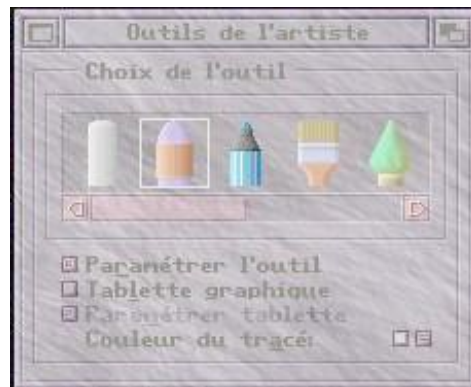 Outils de l'artiste
Choix de l'outil
Paramétrer l'outil
Tablette graphique
Paramétrer tablette
Couleur du tracé: